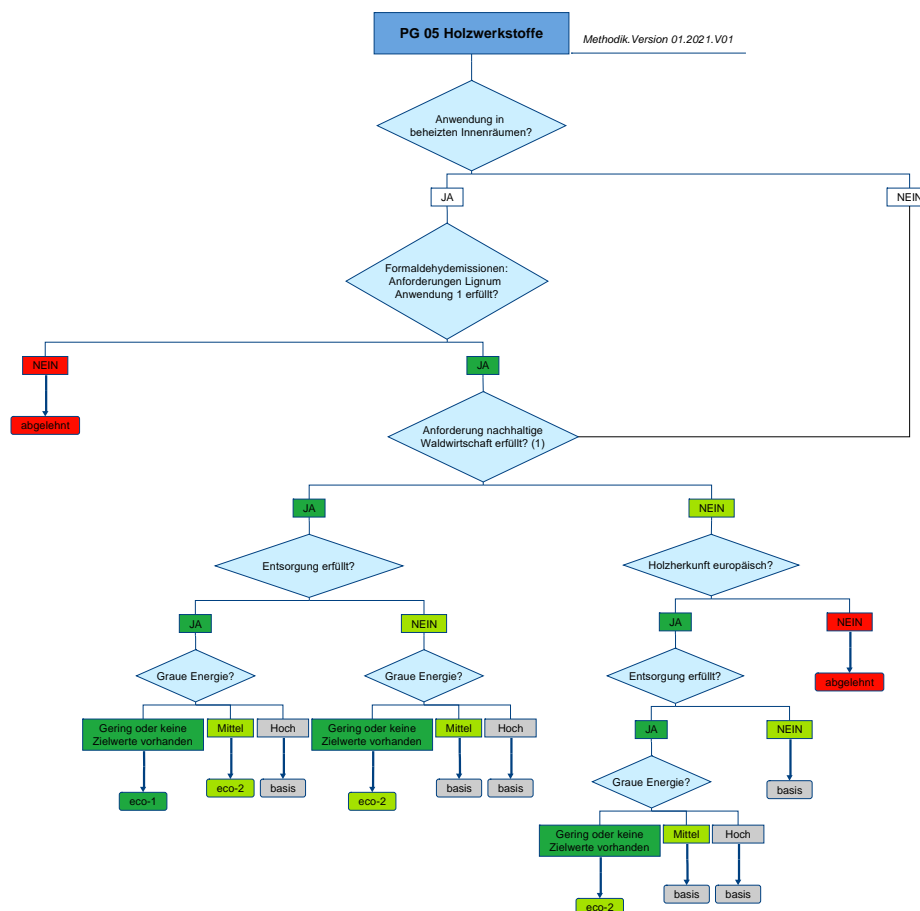 PG 05 Holzwerkstoffe
Methodik.Version 01.2021.V01
Anwendung in
beheizten Innenräumen?
JA
NEIN
Formaldehydemissionen:
Anforderungen Lignum
Anwendung 1 erfüllt?
NEIN
JA
abgelehnt
Anforderung nachhaltige
Waldwirtschaft erfüllt? (1)
JA
NEIN
Entsorgung erfüllt?
Holzherkunft europäisch?
JA
NEIN
JA
NEIN
Graue Energie?
Graue Energie?
Entsorgung erfüllt?
abgelehnt
Gering oder keine
Zielwerte vorhanden
Mittel
Hoch
Gering oder keine
Zielwerte vorhanden
Mittel
Hoch
JA
NEIN
eco-1
eco-2
basis
eco-2
basis
basis
Graue Energie?
basis
Gering oder keine
Zielwerte vorhanden
Mittel
Hoch
eco-2
basis
basis